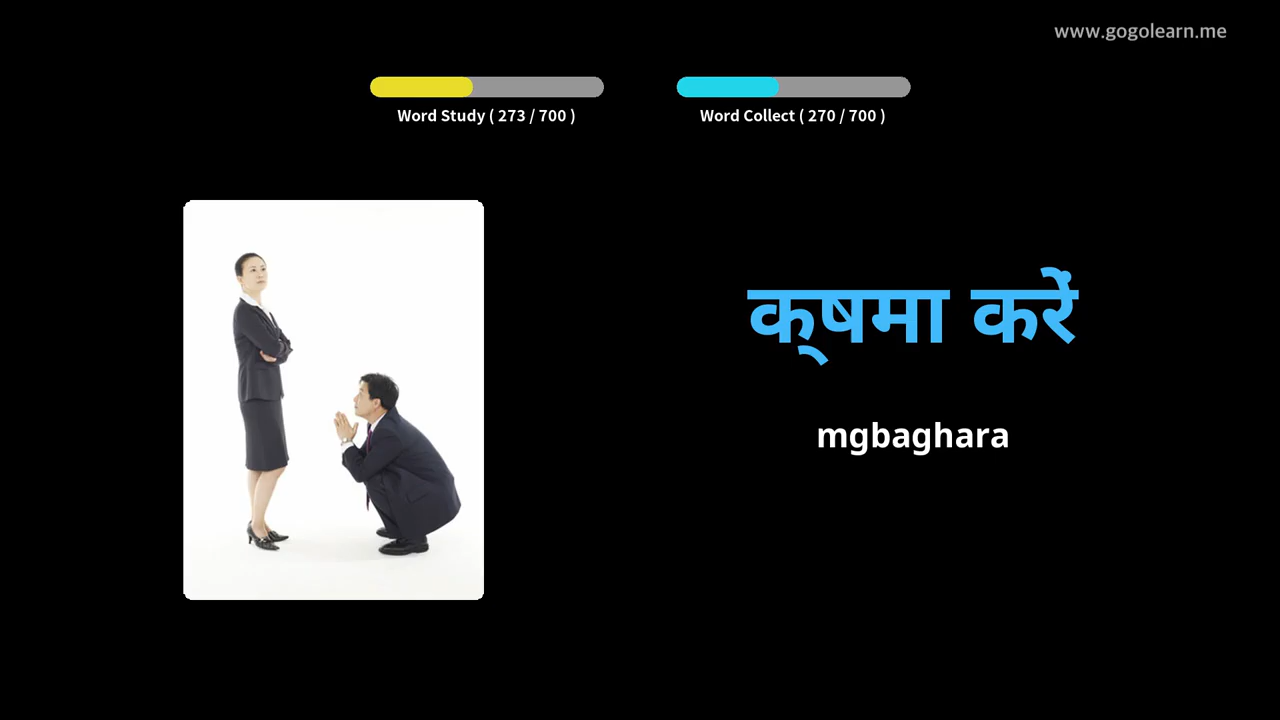 www.gogolearn.me
Word Study ( 273 / 700 )
Word Collect ( 270 / 700 )
क्षमा करें
mgbaghara